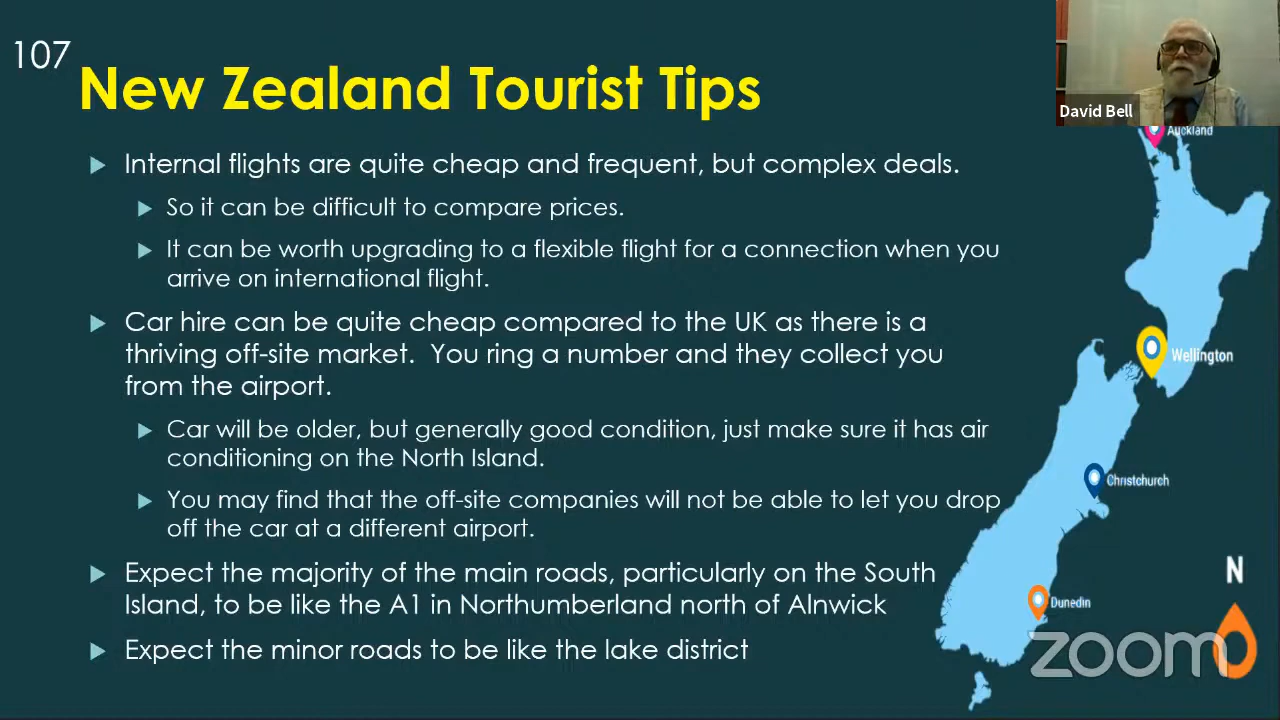 107
New Zealand Tourist Tips
David Bell
Auckland
Internal flights are quite cheap and frequent, but complex deals.
So it can be difficult to compare prices.
It can be worth upgrading to a flexible flight for a connection when you
arrive on international flight.
Car hire can be quite cheap compared to the UK as there is a
thriving off-site market. You ring a number and they collect you
from the airport.
Wellington
Car will be older, but generally good condition, just make sure it has air
conditioning on the North Island.
Christchurch
You may find that the off-site companies will not be able to let you drop
off the car at a different airport.
Expect the majority of the main roads, particularly on the South
Island, to be like the A1 in Northumberland north of Alnwick
N
Dunedin
Expect the minor roads to be like the lake district
zoom